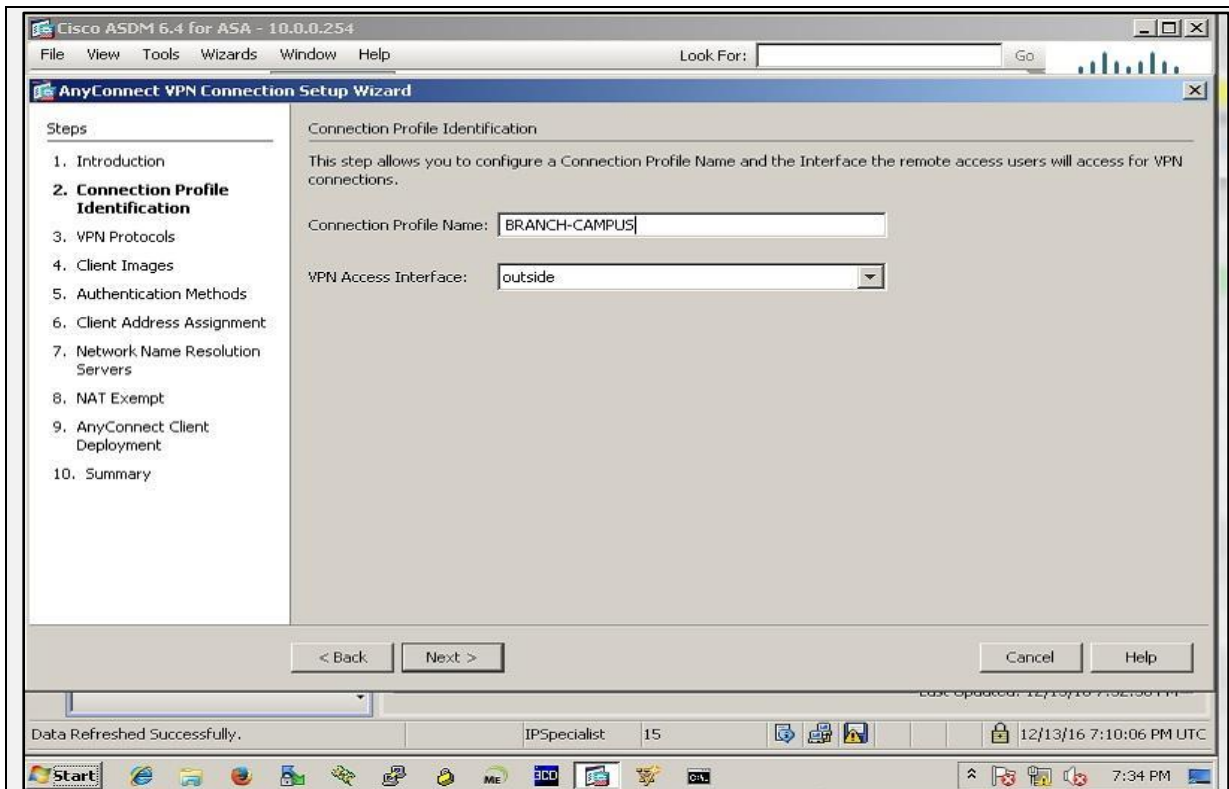 Cisco ASDM 6.4 for ASA - 10.0.0.254
File View Tools Wizards Window Help Look For: Go
AnyConnect VPN Connection Setup Wizard
Steps
1. Introduction
2. Connection Profile
Identification
3. VPN Protocols
4. Client Images
5. Authentication Methods
6. Client Address Assignment
7. Network Name Resolution
Servers
8. NAT Exempt
9. AnyConnect Client
Deployment
10. Summary
Connection Profile Identification
This step allows you to configure a Connection Profile Name and the Interface the remote access users will access for VPN
connections.
Connection Profile Name: BRANCH-CAMPUS
VPN Access Interface: outside
< Back Next > Cancel Help
Data Refreshed Successfully. IPSpecialist 15 12/13/16 7:10:06 PM UTC
Start ME 7:34 PM